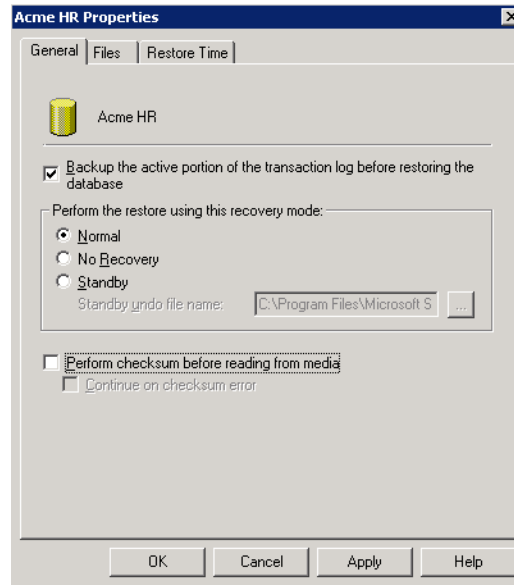 Acme HR Properties
General Files Restore Time
Acme HR
Backup the active portion of the transaction log before restoring the
database
Perform the restore using this recovery mode:
Normal
No Recovery
Standby
Standby undo file name: C:\Program Files\Microsoft S ...
Perform checksum before reading from media
Continue on checksum error
OK Cancel Apply Help